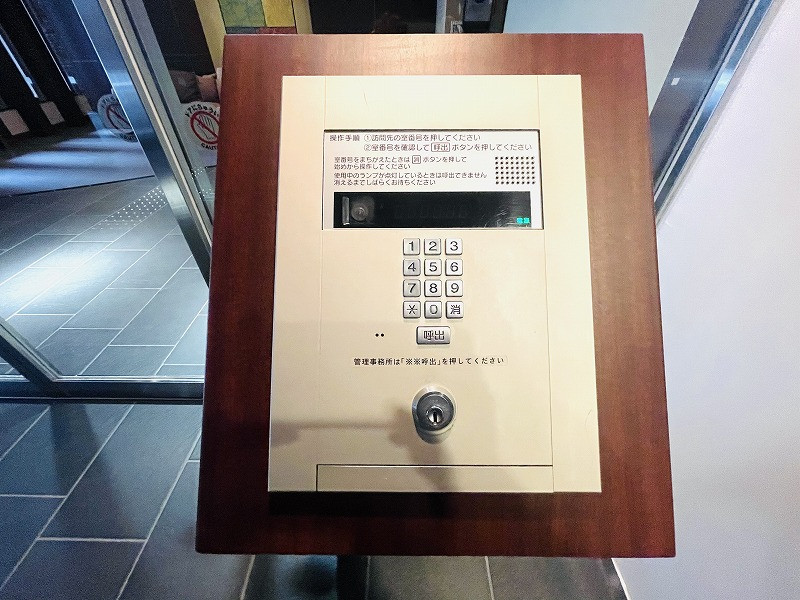 操作手順 ①訪問先の室番号を押してください
②室番号を確認して 呼出 ボタンを押してください
室番号をまちがえたときは 消 ボタンを押して
始めから操作してください
使用中のランプが点灯しているときは呼出できません
消えるまでしばらくお待ちください
1 2 3
4 5 6
7 8 9
※ 0 消
呼出
管理事務所は「※※呼出」を押してください